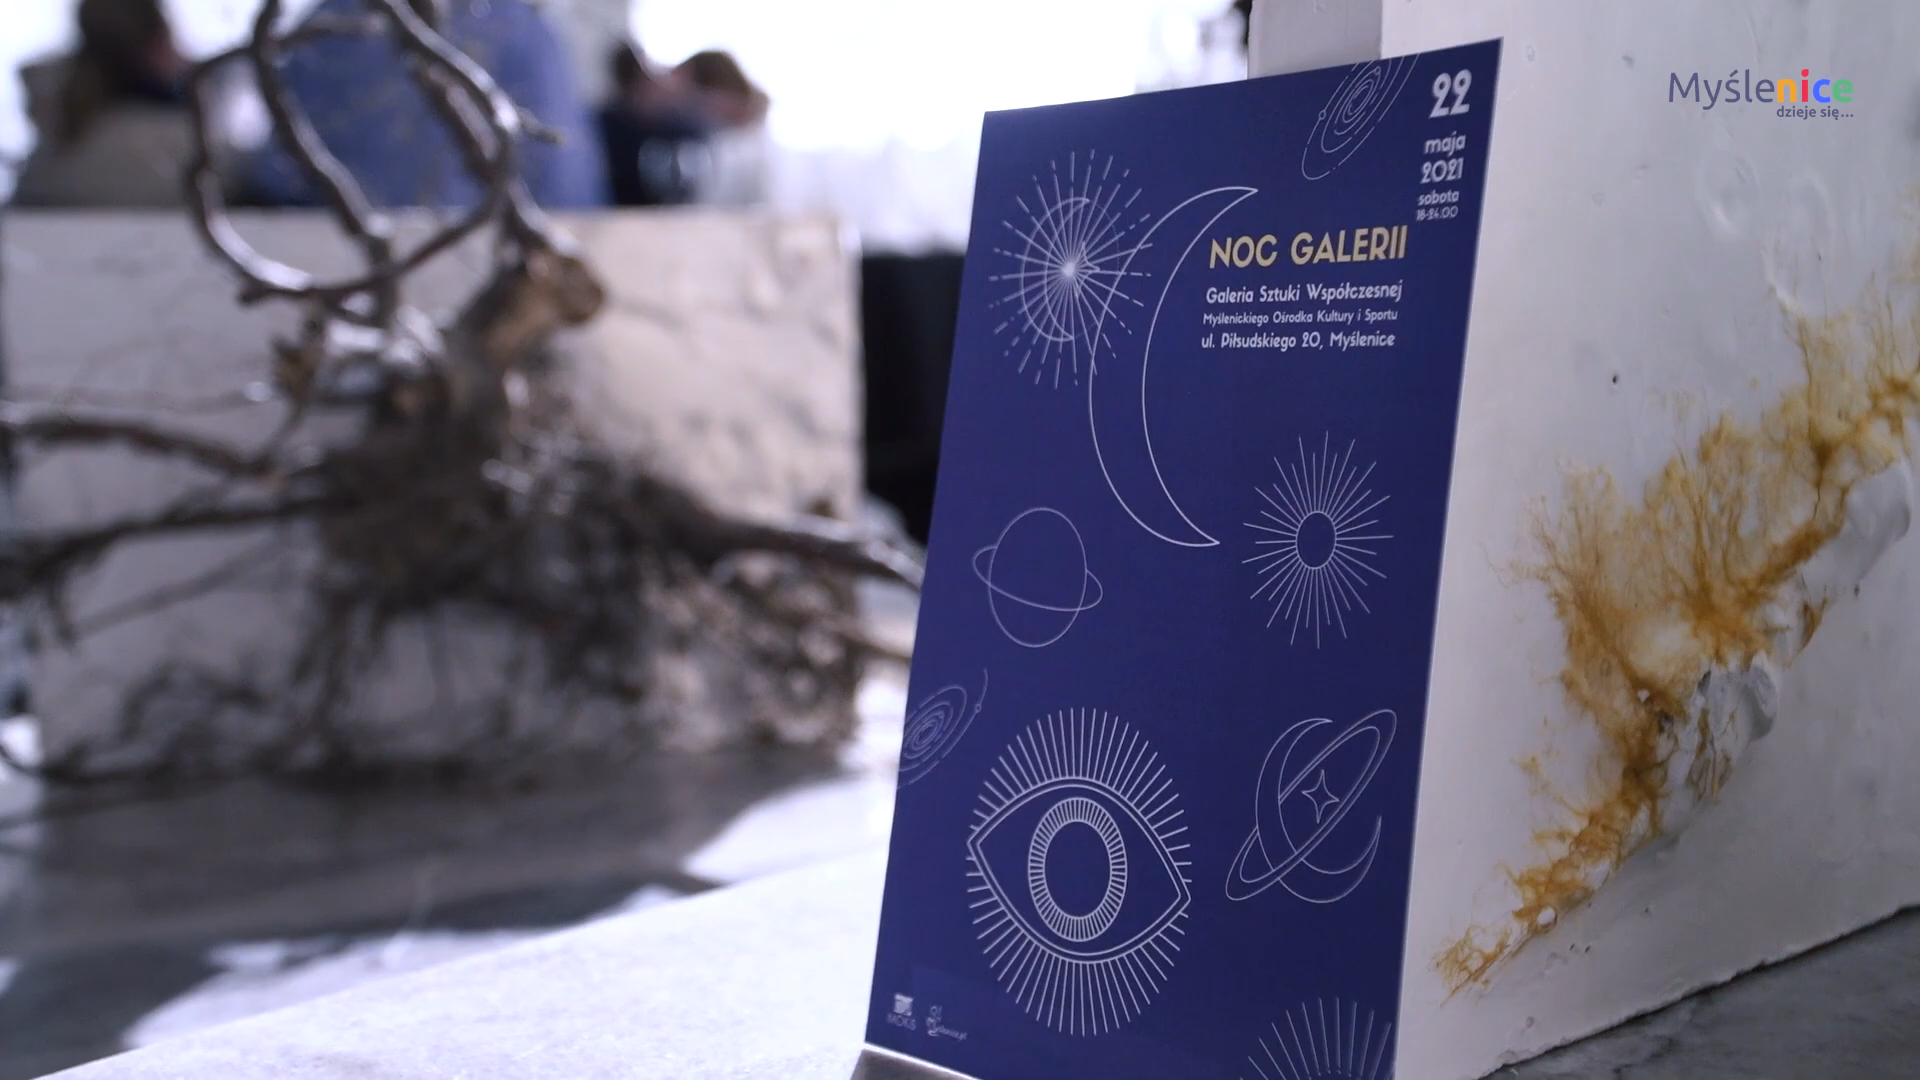 Myślenice
dzieje się...
22
maja
2021
sobota
18-24.00
NOC GALERII
Galeria Sztuki Współczesnej
Myślenickiego Ośrodka Kultury i Sportu
ul. Piłsudskiego 20, Myślenice
MOKiS